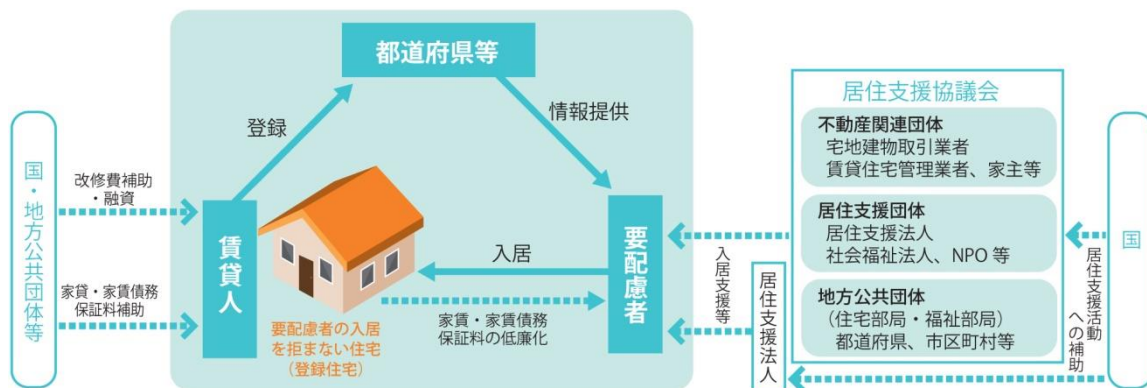 国・地方公共団体等
改修費補助
・融資
家貸・家賃債務
保証料補助
都道府県等
登録
情報提供
賃貸人
要配慮者の入居
を拒まない住宅
（登録住宅）
入居
家賃・家賃債務
保証料の低廉化
要配慮者
入居支援等
居住支援法人
居住支援協議会
不動産関連団体
宅地建物取引業者
賃貸住宅管理業者、家主等
居住支援団体
居住支援法人
社会福祉法人、NPO 等
地方公共団体
（住宅部局・福祉部局）
都道府県、市区町村等
居住支援活動
への補助
国